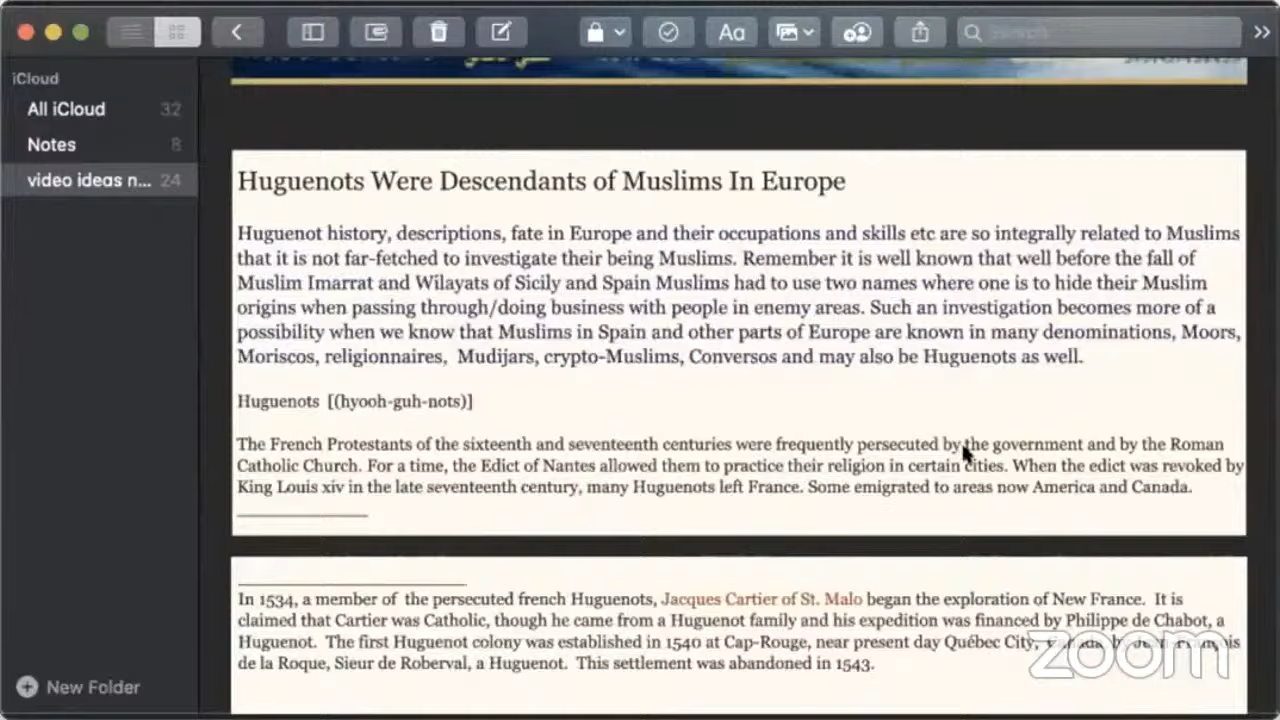 Aa
Search
iCloud
All iCloud 32
Notes 8
video ideas n... 24
New Folder
Huguenots Were Descendants of Muslims In Europe
Huguenot history, descriptions, fate in Europe and their occupations and skills etc are so integrally related to Muslims
that it is not far-fetched to investigate their being Muslims. Remember it is well known that well before the fall of
Muslim Imarrat and Wilayats of Sicily and Spain Muslims had to use two names where one is to hide their Muslim
origins when passing through/doing business with people in enemy areas. Such an investigation becomes more of a
possibility when we know that Muslims in Spain and other parts of Europe are known in many denominations, Moors,
Moriscos, religionnaires, Mudijars, crypto-Muslims, Conversos and may also be Huguenots as well.
Huguenots [(hyooh-guh-nots)]
The French Protestants of the sixteenth and seventeenth centuries were frequently persecuted by the government and by the Roman
Catholic Church. For a time, the Edict of Nantes allowed them to practice their religion in certain cities. When the edict was revoked by
King Louis xiv in the late seventeenth century, many Huguenots left France. Some emigrated to areas now America and Canada.
In 1534, a member of the persecuted french Huguenots, Jacques Cartier of St. Malo began the exploration of New France. It is
claimed that Cartier was Catholic, though he came from a Huguenot family and his expedition was financed by Philippe de Chabot, a
Huguenot. The first Huguenot colony was established in 1540 at Cap-Rouge, near present day Québec City, Canada by Jean-François
de la Roque, Sieur de Roberval, a Huguenot. This settlement was abandoned in 1543.
zoom